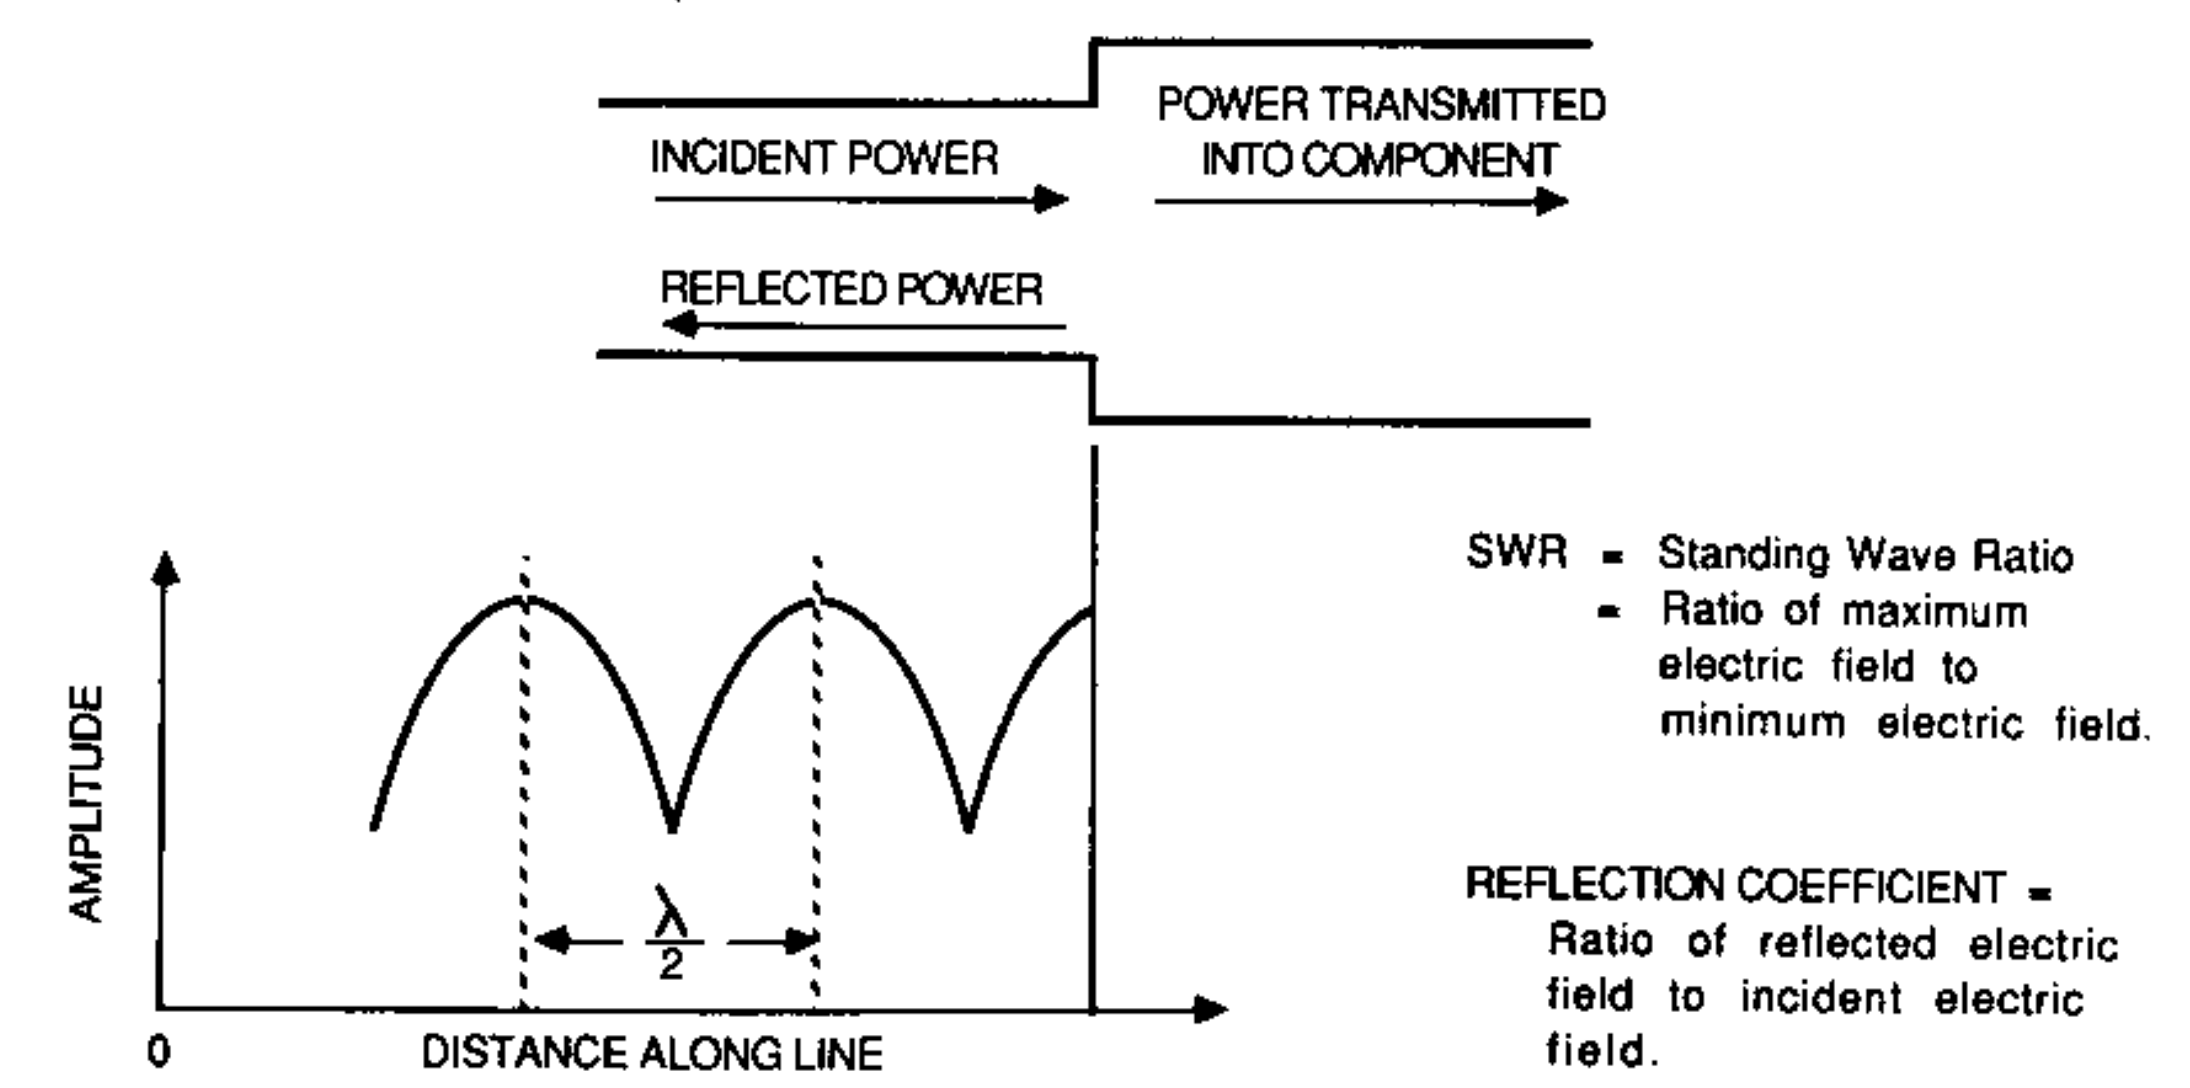 POWER TRANSMITTED
INTO COMPONENT
INCIDENT POWER
REFLECTED POWER
SWR = Standing Wave Ratio
= Ratio of maximum
electric field to
minimum electric field.
AMPLITUDE
λ
2
REFLECTION COEFFICIENT =
Ratio of reflected electric
field to incident electric
field.
0
DISTANCE ALONG LINE